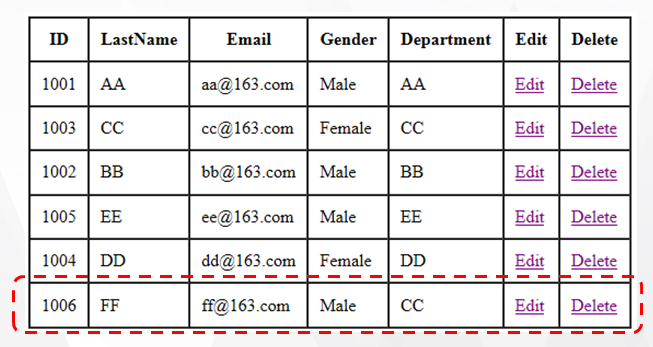 ID LastName Email Gender Department Edit Delete
1001 AA aa@163.com Male AA Edit Delete
1003 CC cc@163.com Female CC Edit Delete
1002 BB bb@163.com Male BB Edit Delete
1005 EE ee@163.com Male EE Edit Delete
1004 DD dd@163.com Female DD Edit Delete
1006 FF ff@163.com Male CC Edit Delete